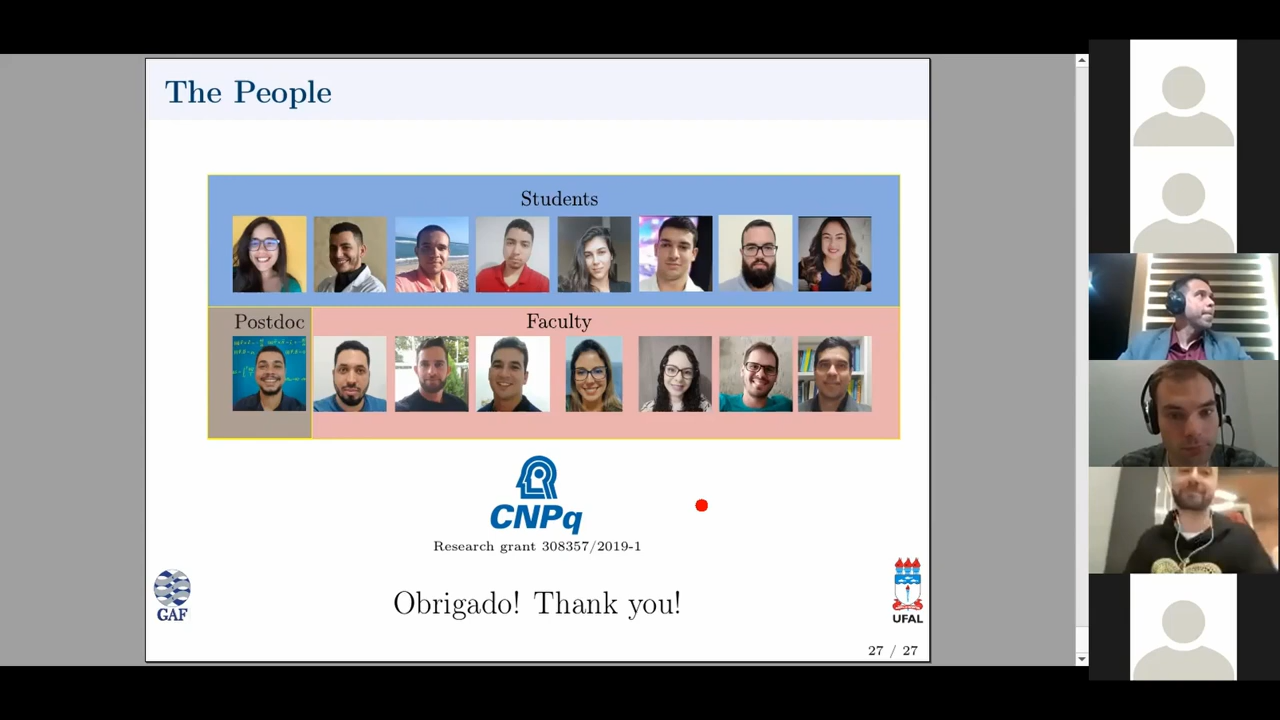 The People
Students
Postdoc
Faculty
CNPq
Research grant 308357/2019-1
GAF
Obrigado! Thank you!
UFAL
27 / 27